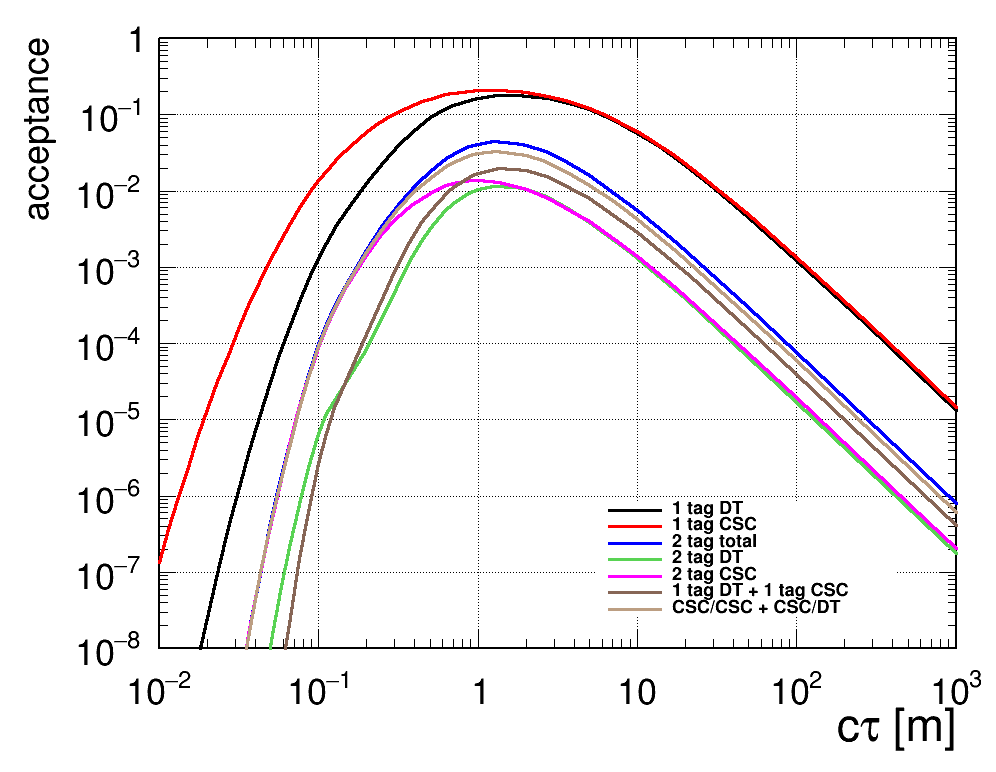 acceptance
1
10⁻¹
10⁻²
10⁻³
10⁻⁴
10⁻⁵
10⁻⁶
10⁻⁷
10⁻⁸
1 tag DT
1 tag CSC
2 tag total
2 tag DT
2 tag CSC
1 tag DT + 1 tag CSC
CSC/CSC + CSC/DT
10⁻² 10⁻¹ 1 10 10² 10³
cτ [m]